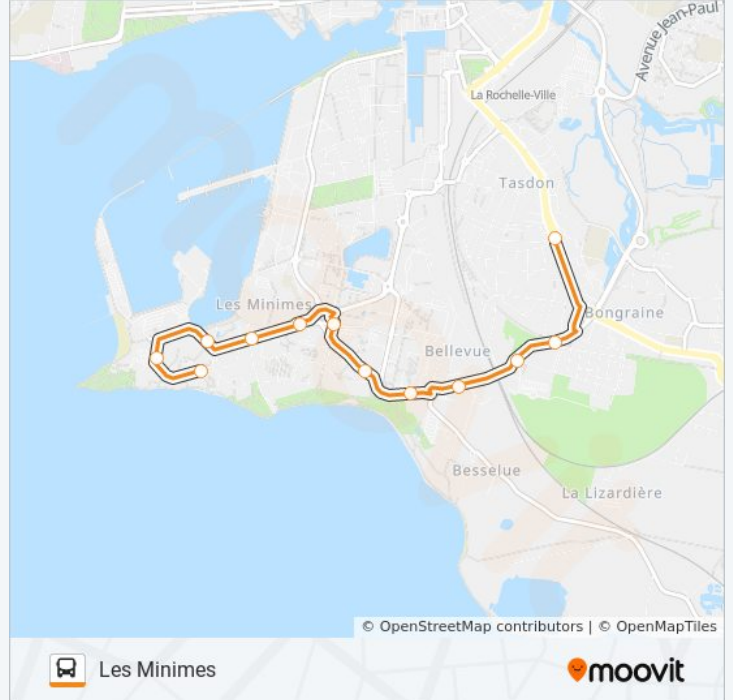 Avenue Jean-Paul
La Rochelle-Ville
Tasdon
Les Minimes
Bongraine
Bellevue
Besselue
La Lizardière
© OpenStreetMap contributors | © OpenMapTiles
Les Minimes
moovit